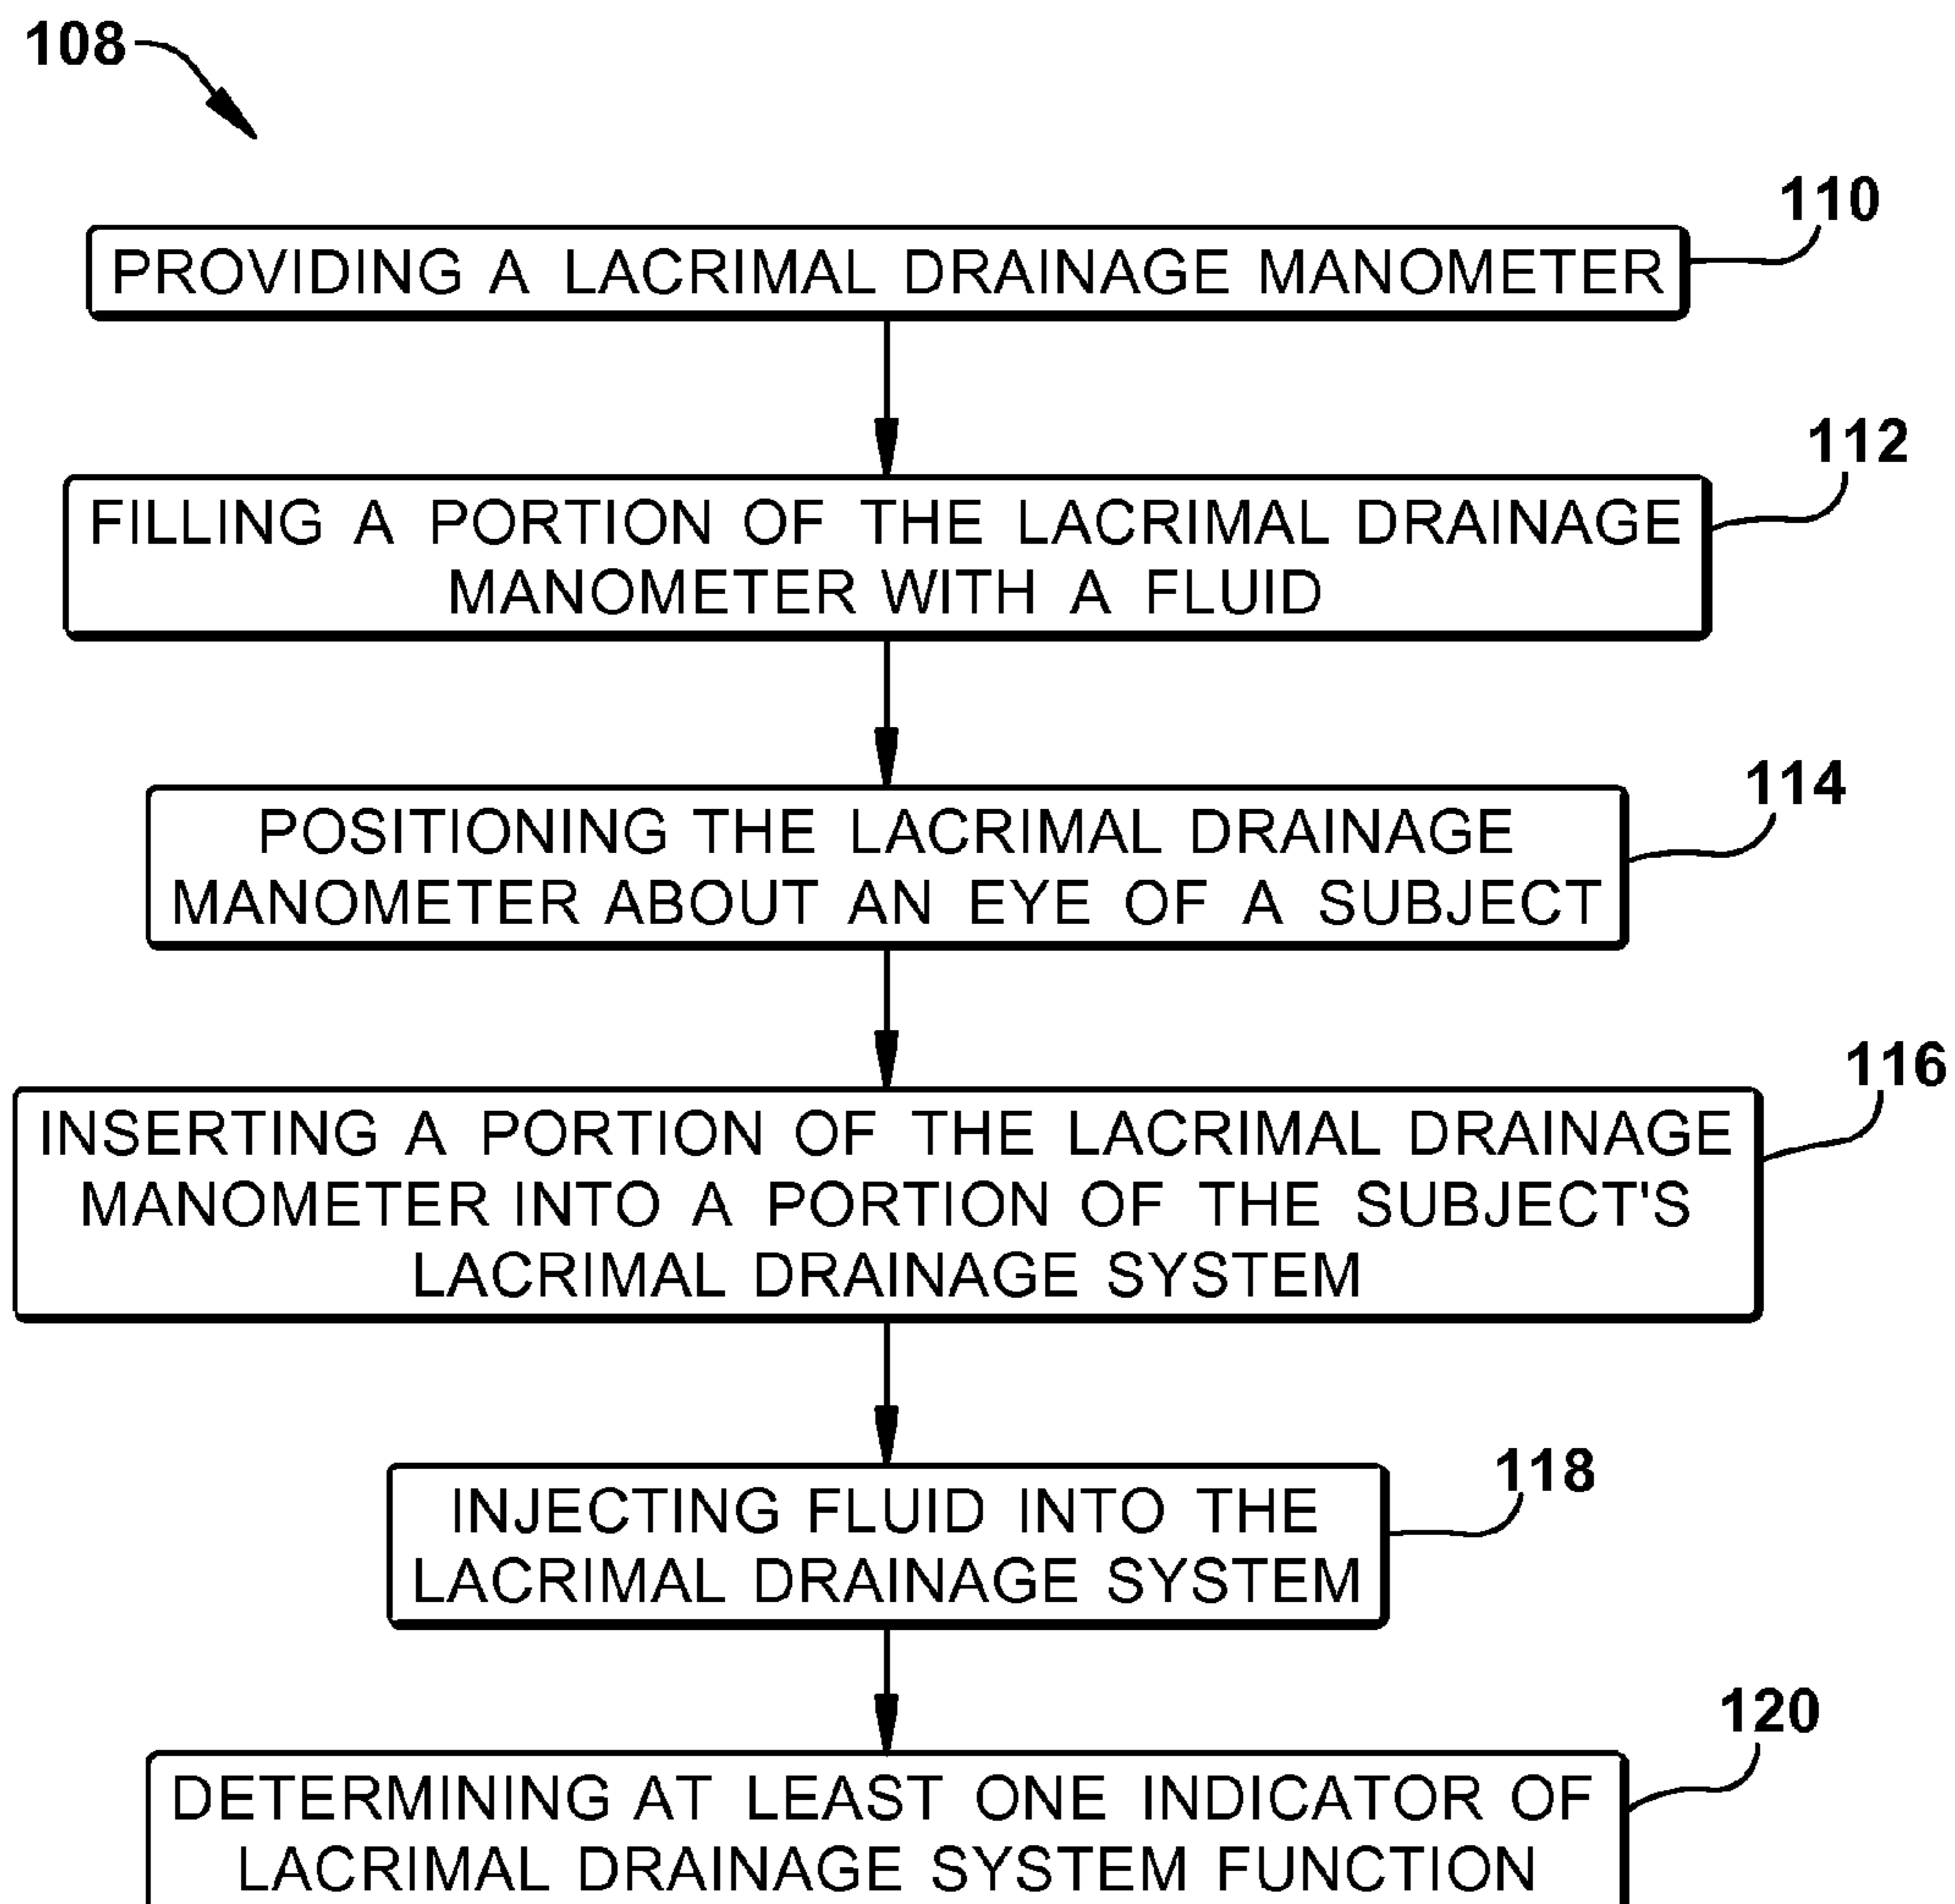 108
110
PROVIDING A LACRIMAL DRAINAGE MANOMETER
112
FILLING A PORTION OF THE LACRIMAL DRAINAGE
MANOMETER WITH A FLUID
114
POSITIONING THE LACRIMAL DRAINAGE
MANOMETER ABOUT AN EYE OF A SUBJECT
116
INSERTING A PORTION OF THE LACRIMAL DRAINAGE
MANOMETER INTO A PORTION OF THE SUBJECT'S
LACRIMAL DRAINAGE SYSTEM
118
INJECTING FLUID INTO THE
LACRIMAL DRAINAGE SYSTEM
120
DETERMINING AT LEAST ONE INDICATOR OF
LACRIMAL DRAINAGE SYSTEM FUNCTION